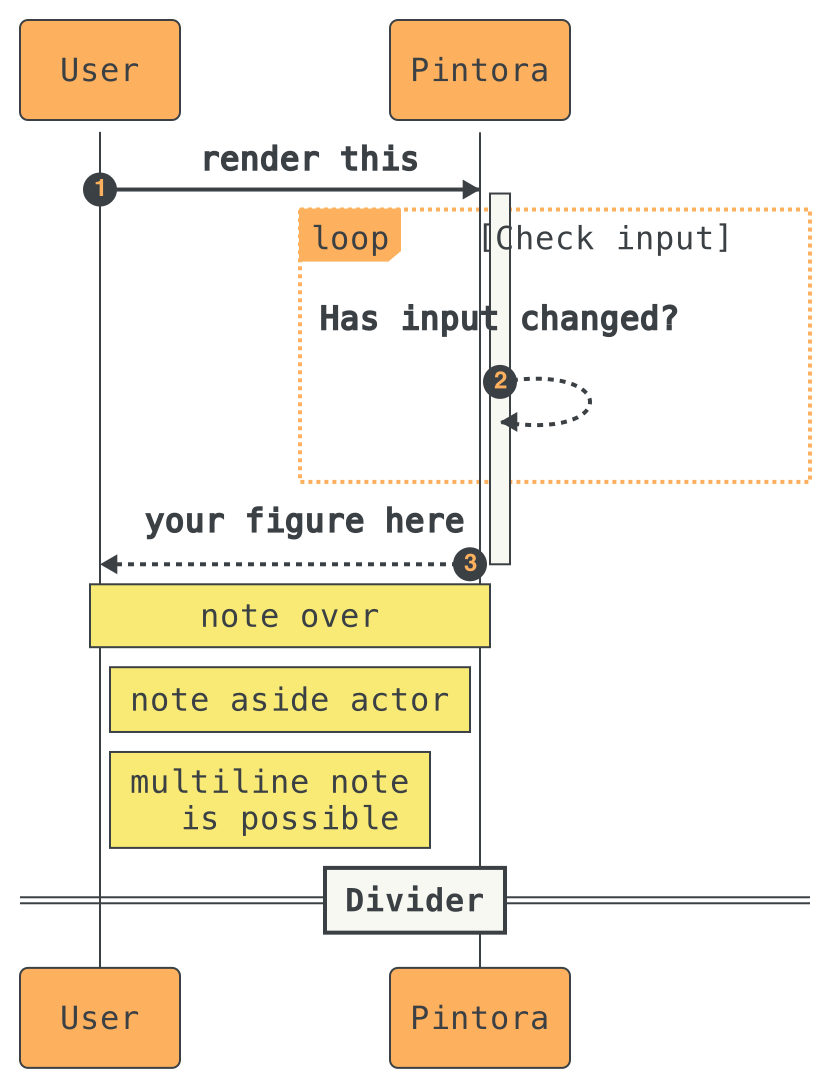 User
Pintora
render this
1
loop
[Check input]
Has input changed?
2
your figure here
3
note over
note aside actor
multiline note
is possible
Divider
User
Pintora